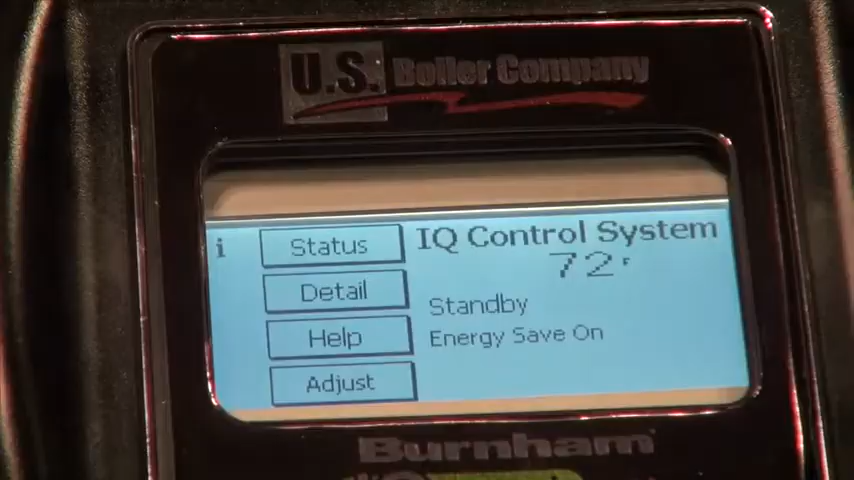 U.S. Boiler Company
i
Status
Detail
Help
Adjust
IQ Control System
72°F
Standby
Energy Save On
Burnham